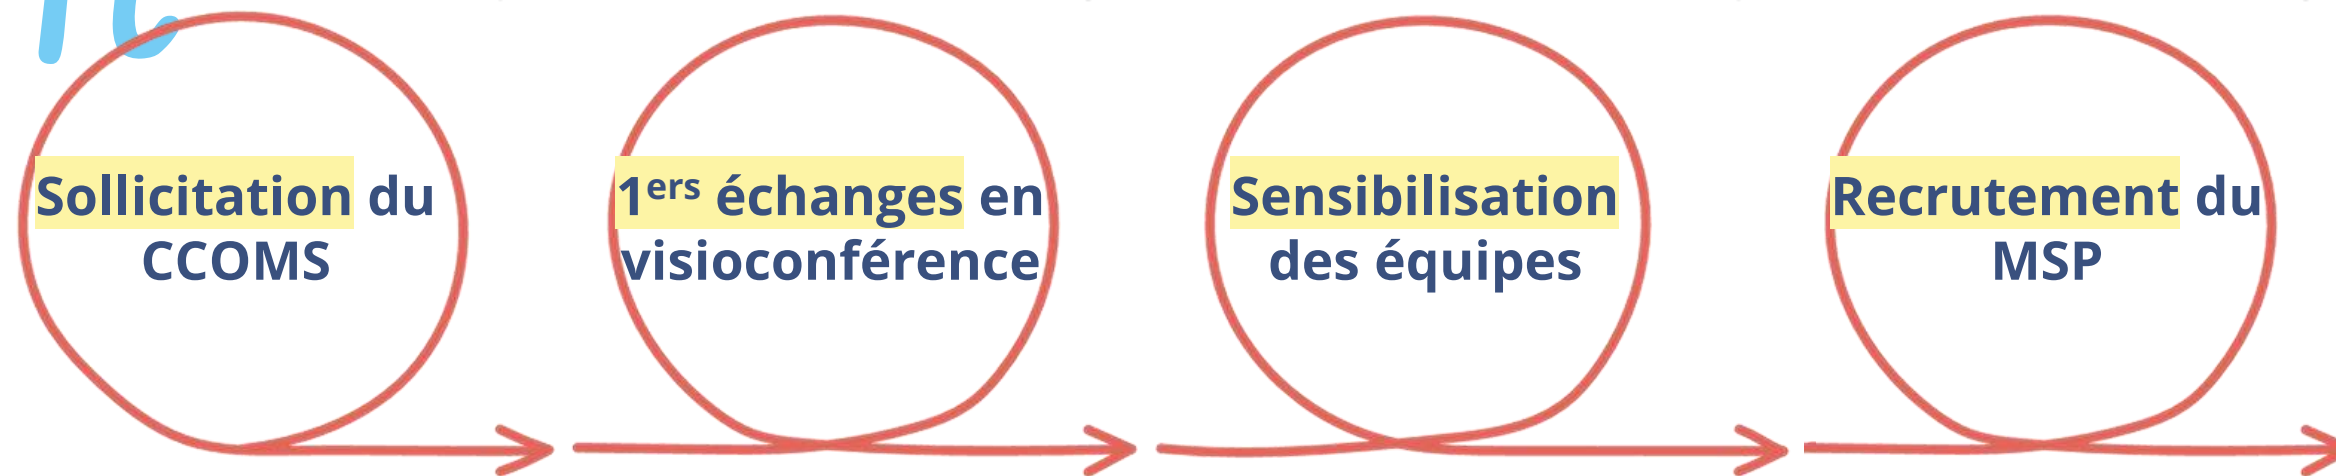 Sollicitation du
CCOMS
1ers échanges en
visioconférence
Sensibilisation
des équipes
Recrutement du
MSP